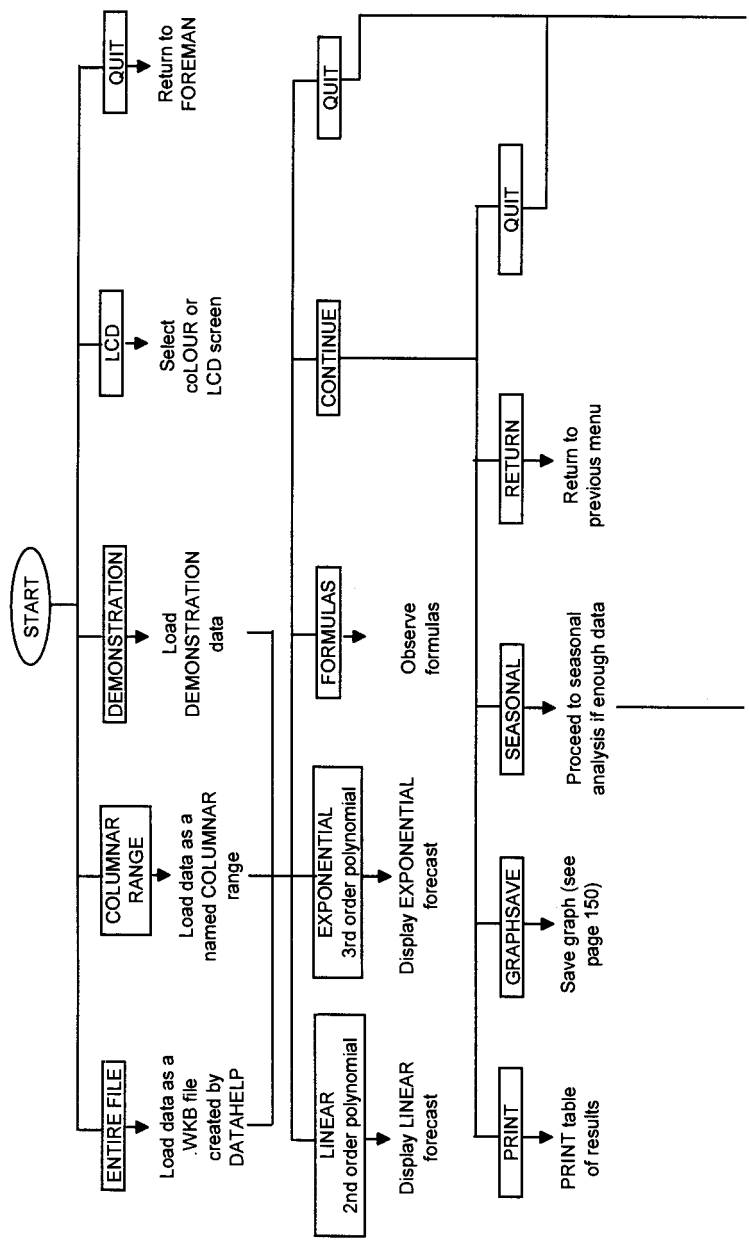 START
ENTIRE FILE
Load data as a
.WKB file
created by
DATAHELP
COLUMNAR
RANGE
Load data as a
named COLUMNAR
range
DEMONSTRATION
Load
DEMONSTRATION
data
LCD
Select
coLOUR or
LCD screen
QUIT
Return to
FOREMAN
LINEAR
2nd order polynomial
Display LINEAR
forecast
EXPONENTIAL
3rd order polynomial
Display EXPONENTIAL
forecast
FORMULAS
Observe
formulas
CONTINUE
QUIT
PRINT
PRINT table
of results
GRAPHSAVE
Save graph (see
page 150)
SEASONAL
Proceed to seasonal
analysis if enough data
RETURN
Return to
previous menu
QUIT